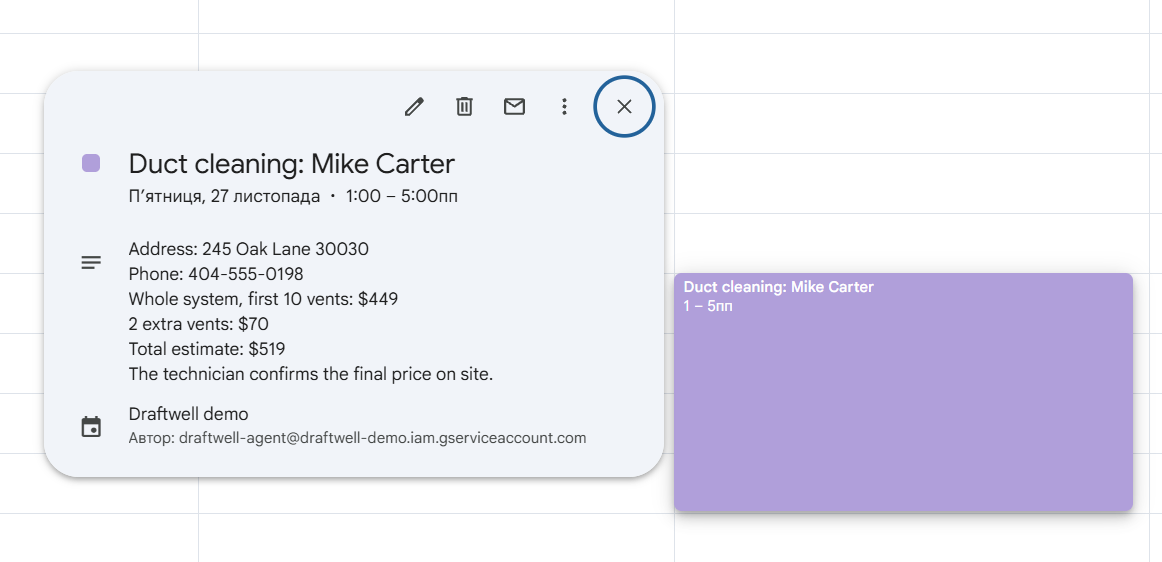 Duct cleaning: Mike Carter
П’ятниця, 27 листопада • 1:00 – 5:00пп
Address: 245 Oak Lane 30030
Phone: 404-555-0198
Whole system, first 10 vents: $449
2 extra vents: $70
Total estimate: $519
The technician confirms the final price on site.
Draftwell demo
Автор: draftwell-agent@draftwell-demo.iam.gserviceaccount.com
Duct cleaning: Mike Carter
1 – 5пп